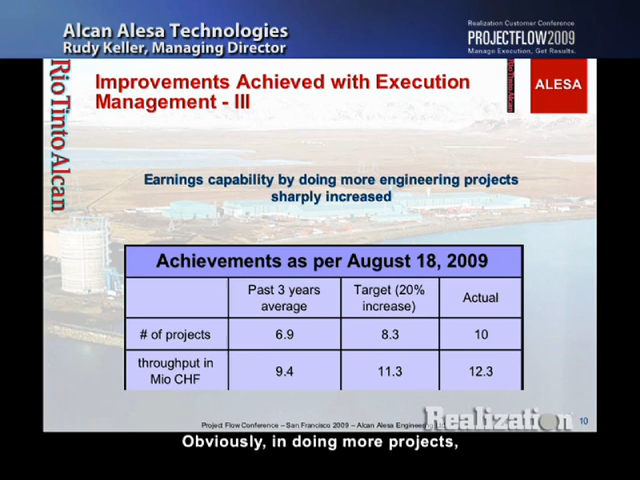 Alcan Alesa Technologies
Rudy Keller, Managing Director
Realization Customer Conference
PROJECTFLOW2009
Manage Execution, Get Results.
RioTintoAlcan
Improvements Achieved with Execution
Management - III
RioTintoAlcan
ALESA
Earnings capability by doing more engineering projects
sharply increased
Achievements as per August 18, 2009
Past 3 years average Target (20% increase) Actual
# of projects 6.9 8.3 10
throughput in Mio CHF 9.4 11.3 12.3
Project Flow Conference – San Francisco 2009 – Alcan Alesa Engineering
Realization
10
Obviously, in doing more projects,